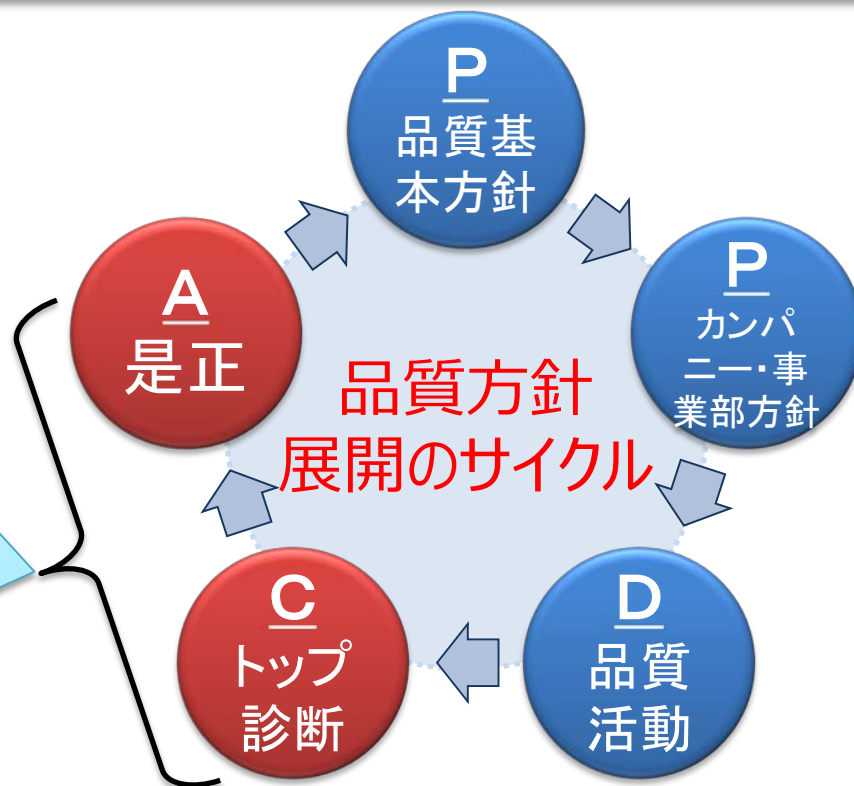 P
品質基
本方針
P
カンパ
ニー・事
業部方針
A
是正
品質方針
展開のサイクル
C
トップ
診断
D
品質
活動